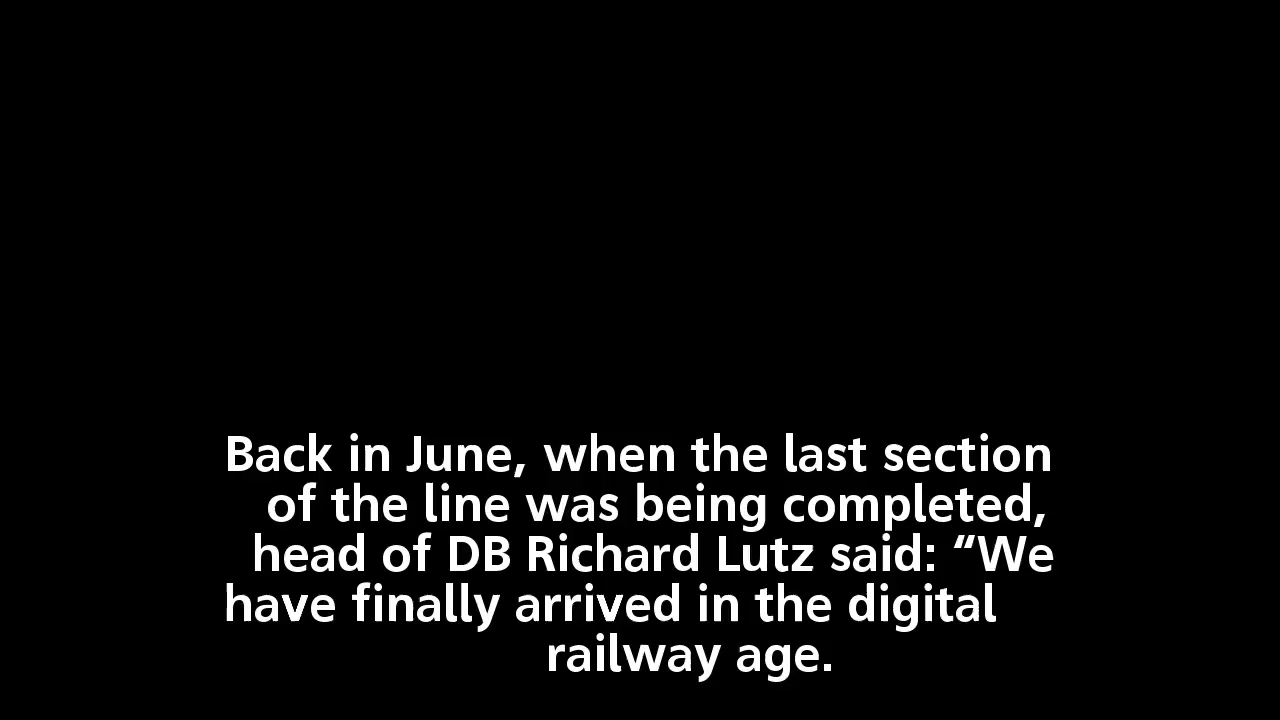 Back in June, when the last section
of the line was being completed,
head of DB Richard Lutz said: “We
have finally arrived in the digital
railway age.